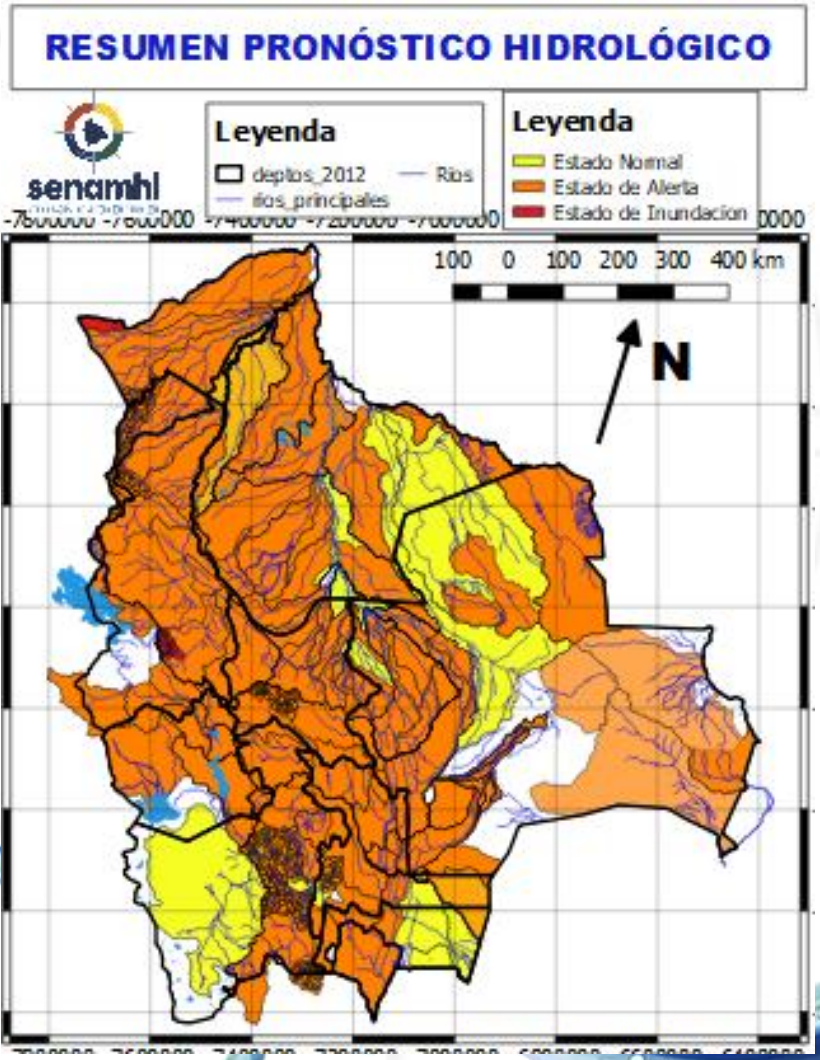 RESUMEN PRONÓSTICO HIDROLÓGICO
senamhi
Leyenda
deptos_2012
Rios
rios_principales
Leyenda
Estado Normal
Estado de Alerta
Estado de Inundacion
100 0 100 200 300 400 km
N